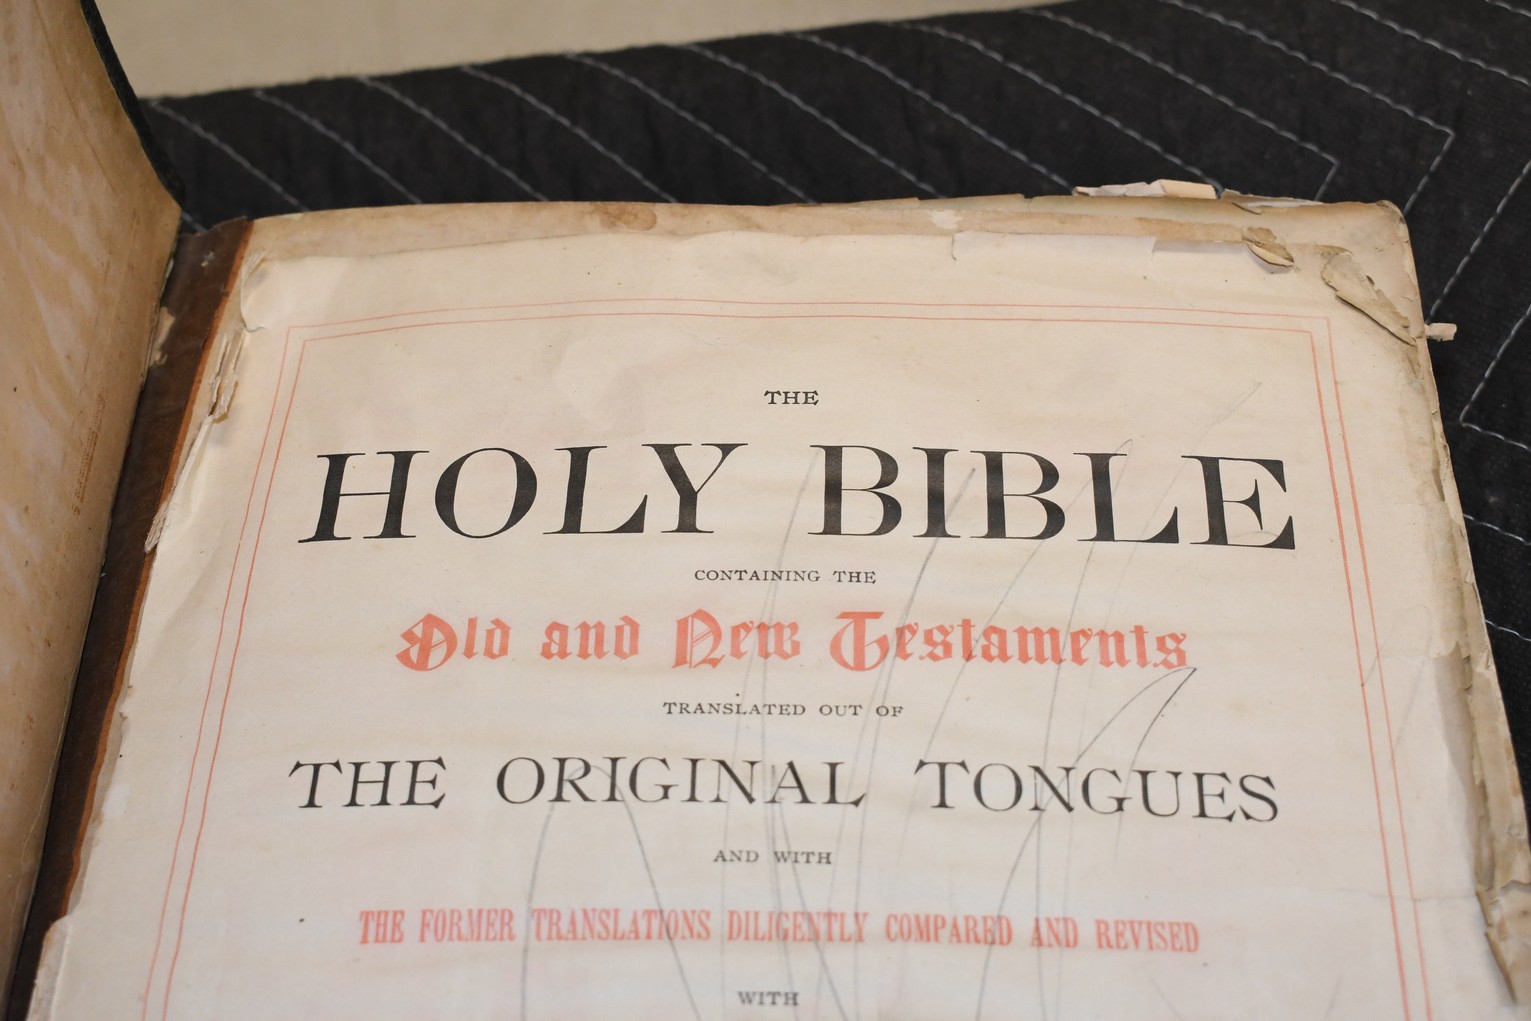 THE
HOLY BIBLE
CONTAINING THE
Old and New Testaments
TRANSLATED OUT OF
THE ORIGINAL TONGUES
AND WITH
THE FORMER TRANSLATIONS DILIGENTLY COMPARED AND REVISED
WITH